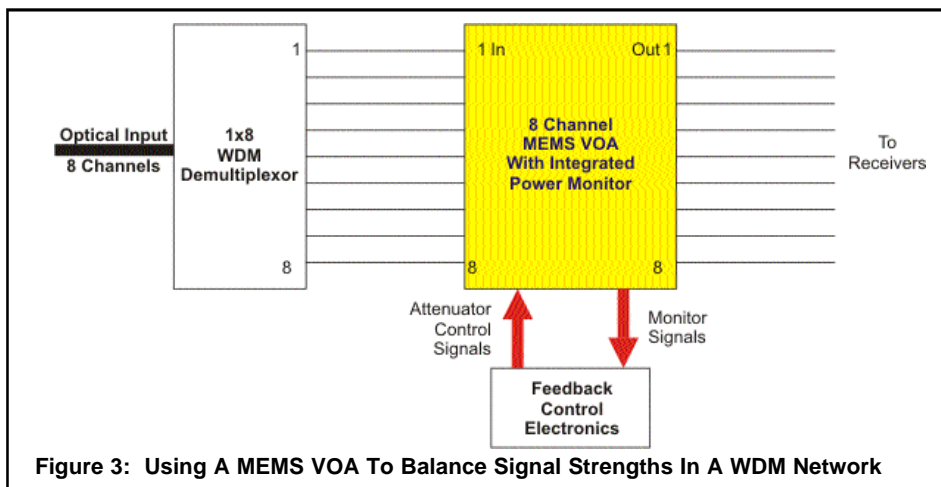 1
1 In
Out 1
Optical Input
8 Channels
1x8
WDM
Demultiplexor
8 Channel
MEMS VOA
With Integrated
Power Monitor
To
Receivers
8
8
8
Attenuator
Control
Signals
Monitor
Signals
Feedback
Control
Electronics
Figure 3: Using A MEMS VOA To Balance Signal Strengths In A WDM Network